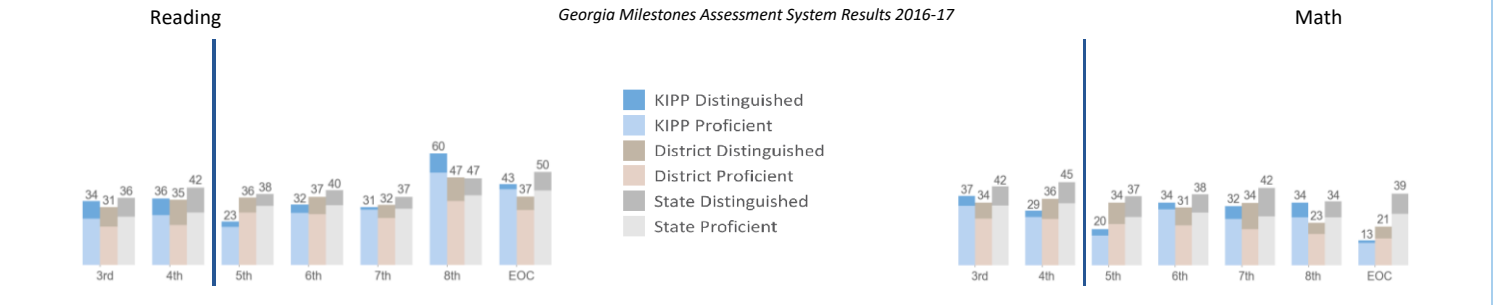 Reading
Georgia Milestones Assessment System Results 2016-17
Math
KIPP Distinguished
KIPP Proficient
District Distinguished
District Proficient
State Distinguished
State Proficient
34 31 36 36 35 42 23 36 38 32 37 40 31 32 37 60 47 47 43 37 50
3rd 4th 5th 6th 7th 8th EOC
37 34 42 29 36 45 20 34 37 34 31 38 32 34 42 34 23 34 13 21 39
3rd 4th 5th 6th 7th 8th EOC